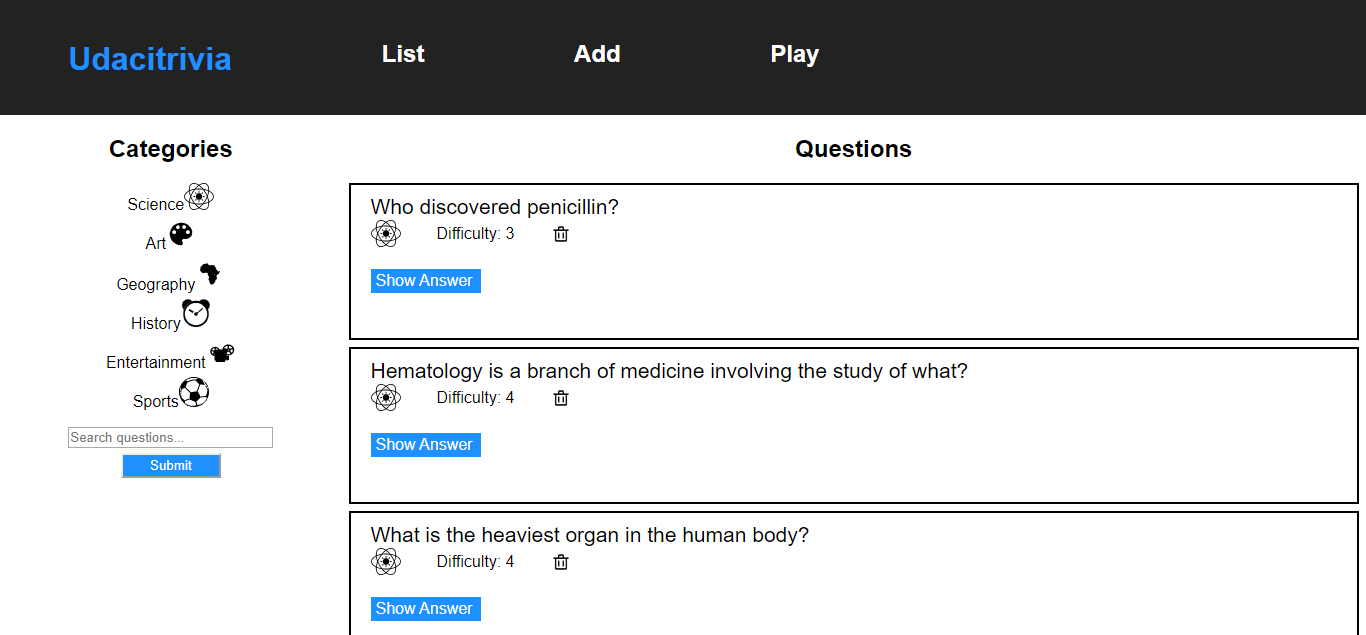 Udacitrivia
List
Add
Play
Categories
Science
Art
Geography
History
Entertainment
Sports
Search questions...
Submit
Questions
Who discovered penicillin?
Difficulty: 3
Show Answer
Hematology is a branch of medicine involving the study of what?
Difficulty: 4
Show Answer
What is the heaviest organ in the human body?
Difficulty: 4
Show Answer